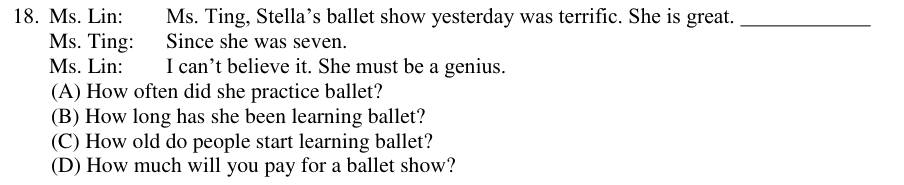 18. Ms. Lin: Ms. Ting, Stella’s ballet show yesterday was terrific. She is great. ____________
Ms. Ting: Since she was seven.
Ms. Lin: I can’t believe it. She must be a genius.
(A) How often did she practice ballet?
(B) How long has she been learning ballet?
(C) How old do people start learning ballet?
(D) How much will you pay for a ballet show?